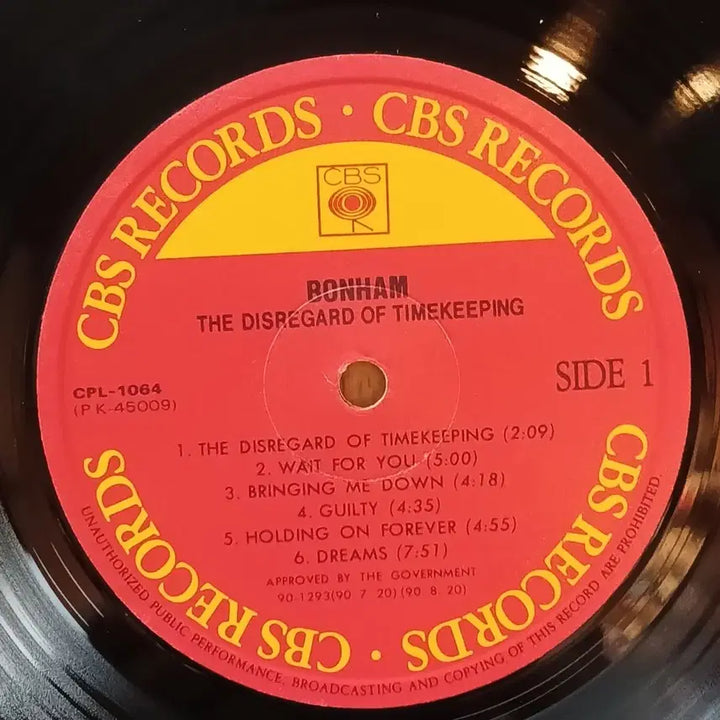 CBS RECORDS · CBS RECORDS
CBS
BONHAM
THE DISREGARD OF TIMEKEEPING
CPL-1064
(PK-45009)
SIDE 1
1. THE DISREGARD OF TIMEKEEPING (2:09)
2. WAIT FOR YOU (5:00)
3. BRINGING ME DOWN (4:18)
4. GUILTY (4:35)
5. HOLDING ON FOREVER (4:55)
6. DREAMS (7:51)
APPROVED BY THE GOVERNMENT
90-1293(90 7 20)(90 8 20)
CBS RECORDS · CBS RECORDS
UNAUTHORIZED PUBLIC PERFORMANCE, BROADCASTING AND COPYING OF THIS RECORD ARE PROHIBITED.